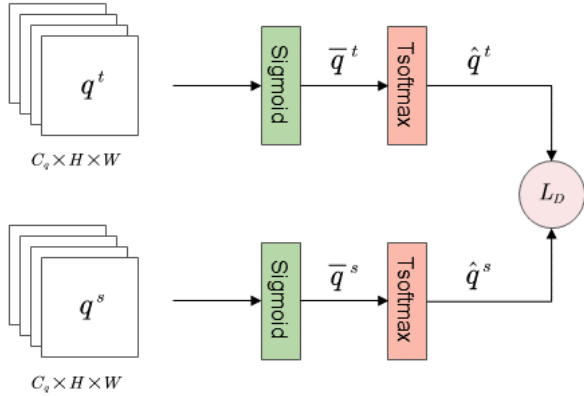 q^t
C_q × H × W
Sigmoid
q̅^t
Tsoftmax
q̂^t
L_D
q^s
C_q × H × W
Sigmoid
q̅^s
Tsoftmax
q̂^s